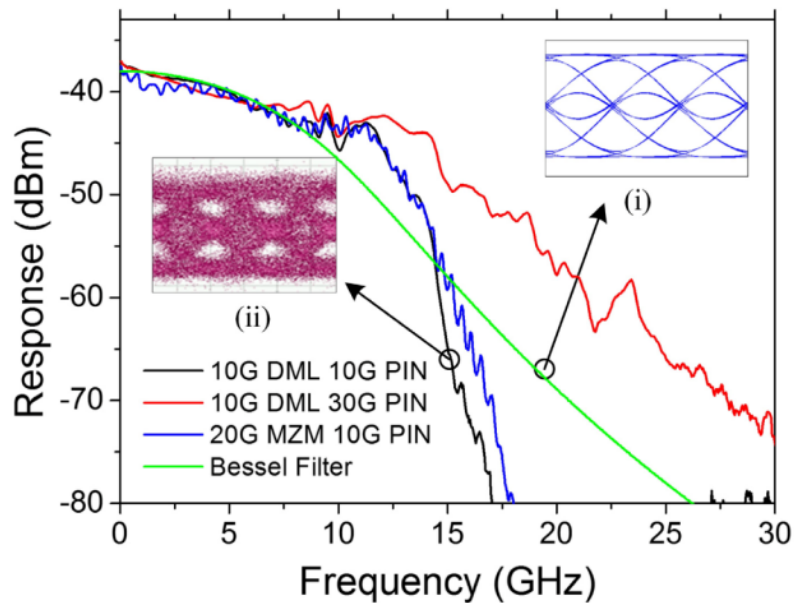 Response (dBm)
-40
-50
-60
-70
-80
(i)
(ii)
10G DML 10G PIN
10G DML 30G PIN
20G MZM 10G PIN
Bessel Filter
0
5
10
15
20
25
30
Frequency (GHz)